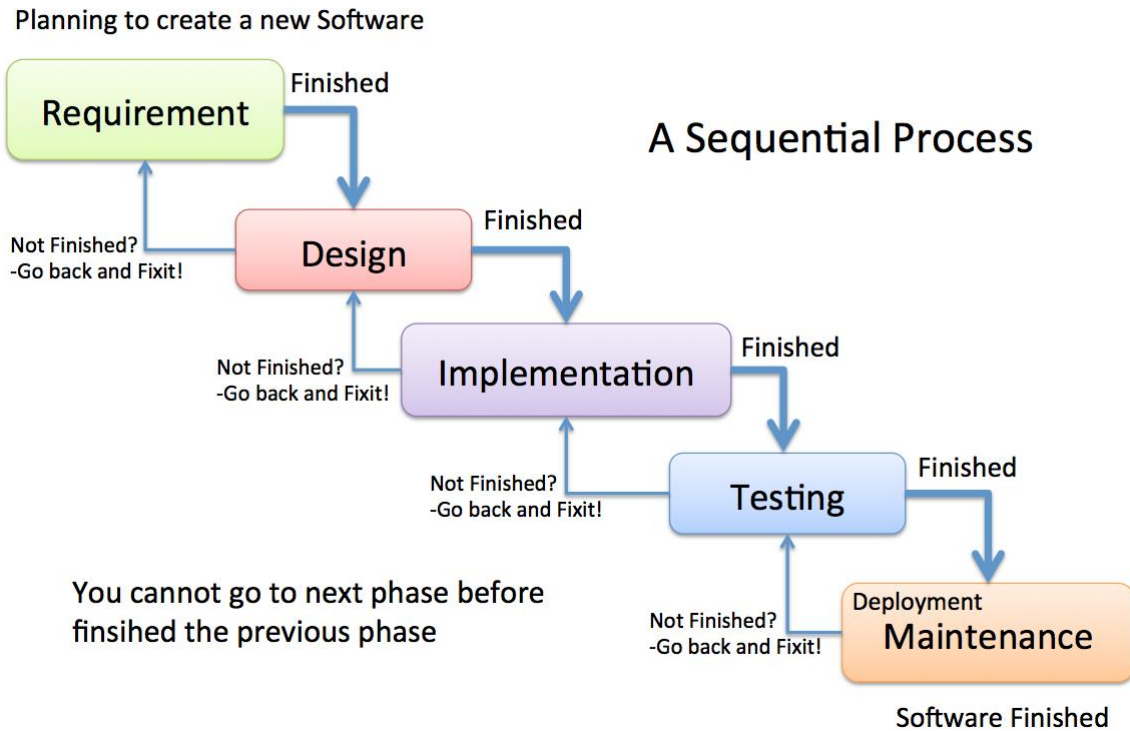 Planning to create a new Software
Requirement
Finished
A Sequential Process
Not Finished?
-Go back and Fixit!
Design
Finished
Not Finished?
-Go back and Fixit!
Implementation
Finished
Not Finished?
-Go back and Fixit!
Testing
Finished
You cannot go to next phase before
finsihed the previous phase
Not Finished?
-Go back and Fixit!
Deployment
Maintenance
Software Finished